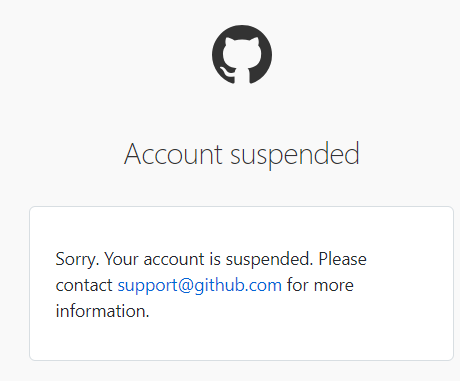 Account suspended
Sorry. Your account is suspended. Please
contact support@github.com for more
information.